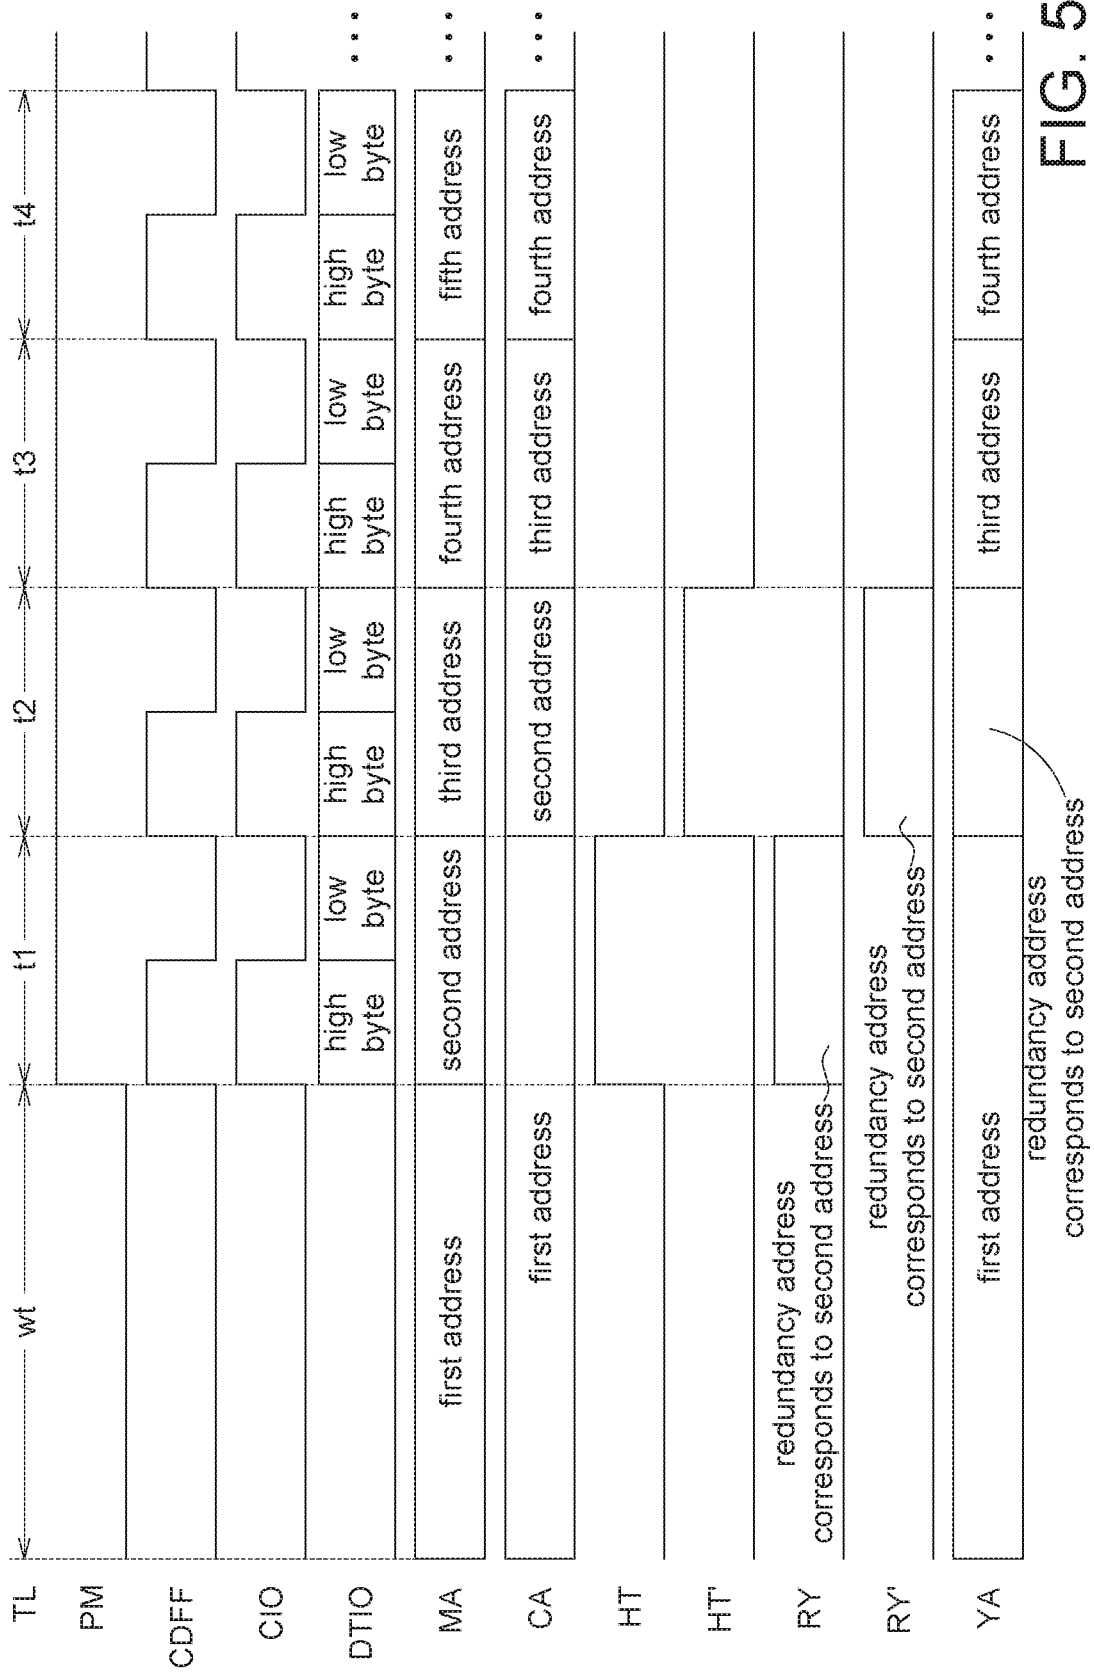 TL
wt
t1
t2
t3
t4
PM
CDFF
CIO
DTIO
high
byte
low
byte
high
byte
low
byte
high
byte
low
byte
high
byte
low
byte
•••
MA
first address
second address
third address
fourth address
fifth address
•••
CA
first address
second address
third address
fourth address
•••
HT
HT'
RY
redundancy address
corresponds to second address
RY'
redundancy address
corresponds to second address
YA
first address
third address
fourth address
•••
redundancy address
corresponds to second address
FIG. 5